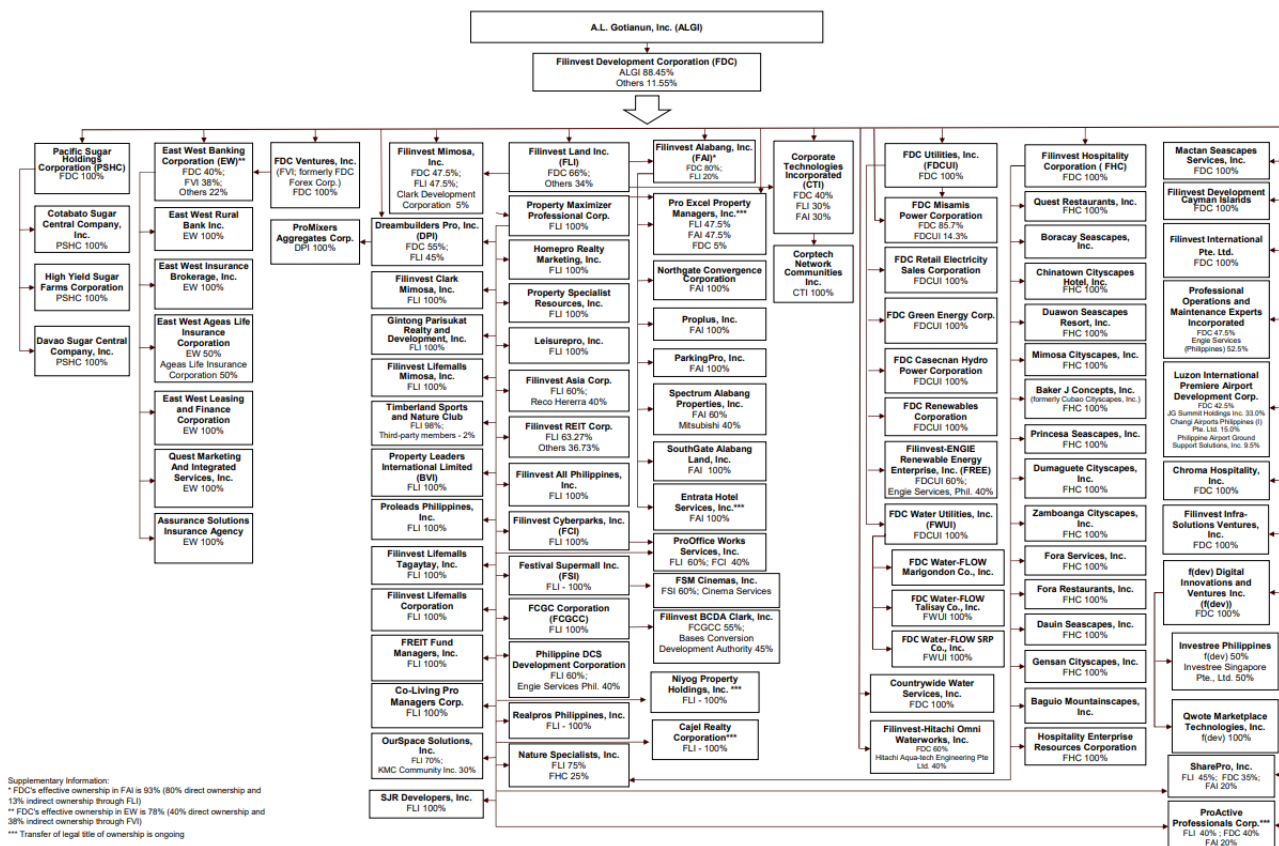 A.L. Gotianun, Inc. (ALGI)
Filinvest Development Corporation (FDC)
ALGI 88.45%
Others 11.55%
Pacific Sugar
Holdings
Corporation (PSHC)
FDC 100%
Cotabato Sugar
Central Company,
Inc.
PSHC 100%
High Yield Sugar
Farms Corporation
PSHC 100%
Davao Sugar Central
Company, Inc.
PSHC 100%
East West Banking
Corporation (EW)**
FDC 40%;
FVI 38%;
Others 22%
East West Rural
Bank Inc.
EW 100%
East West Insurance
Brokerage, Inc.
EW 100%
East West Ageas Life
Insurance
Corporation
EW 50%
Ageas Life Insurance
Corporation 50%
East West Leasing
and Finance
Corporation
EW 100%
Quest Marketing
And Integrated
Services, Inc.
EW 100%
Assurance Solutions
Insurance Agency
EW 100%
FDC Ventures, Inc.
(FVI; formerly FDC
Forex Corp.)
FDC 100%
ProMixers
Aggregates Corp.
DPI 100%
Filinvest Mimosa,
Inc.
FDC 47.5%;
FLI 47.5%;
Clark Development
Corporation 5%
Dreambuilders Pro, Inc.
(DPI)
FDC 55%;
FLI 45%
Filinvest Clark
Mimosa, Inc.
FLI 100%
Gintong Parisukat
Realty and
Development, Inc.
FLI 100%
Filinvest Lifemalls
Mimosa, Inc.
FLI 100%
Timberland Sports
and Nature Club
FLI 98%;
Third-party members - 2%
Property Leaders
International Limited
(BVI)
FLI 100%
Proleads Philippines,
Inc.
FLI 100%
Filinvest Lifemalls
Tagaytay, Inc.
FLI 100%
Filinvest Lifemalls
Corporation
FLI 100%
FREIT Fund
Managers, Inc.
FLI 100%
Co-Living Pro
Managers Corp.
FLI 100%
OurSpace Solutions,
Inc.
FLI 70%;
KMC Community Inc. 30%
SJR Developers, Inc.
FLI 100%
Filinvest Land Inc.
(FLI)
FDC 66%;
Others 34%
Property Maximizer
Professional Corp.
FLI 100%
Homepro Realty
Marketing, Inc.
FLI 100%
Property Specialist
Resources, Inc.
FLI 100%
Leisurepro, Inc.
FLI 100%
Filinvest Asia Corp.
FLI 60%;
Reco Hererra 40%
Filinvest REIT Corp.
FLI 63.27%
Others 36.73%
Filinvest All Philippines,
Inc.
FLI 100%
Filinvest Cyberparks, Inc.
(FCI)
FLI 100%
Festival Supermall Inc.
(FSI)
FLI - 100%
FCGC Corporation
(FCGCC)
FLI 100%
Philippine DCS
Development Corporation
FLI 60%;
Engie Services Phil. 40%
Realpros Philippines, Inc.
FLI - 100%
Nature Specialists, Inc.
FLI 75%
FHC 25%
Filinvest Alabang, Inc.
(FAI)*
FDC 80%;
FLI 20%
Pro Excel Property
Managers, Inc.***
FLI 47.5%
FAI 47.5%
FDC 5%
Northgate Convergence
Corporation
FAI 100%
Proplus, Inc.
FAI 100%
ParkingPro, Inc.
FAI 100%
Spectrum Alabang
Properties, Inc.
FAI 60%
Mitsubishi 40%
SouthGate Alabang
Land, Inc.
FAI 100%
Entrata Hotel
Services, Inc.***
FAI 100%
ProOffice Works
Services, Inc.
FLI 60%; FCI 40%
FSM Cinemas, Inc.
FSI 60%; Cinema Services
Filinvest BCDA Clark, Inc.
FCGCC 55%;
Bases Conversion
Development Authority 45%
Niyog Property
Holdings, Inc. ***
FLI - 100%
Cajel Realty
Corporation***
FLI - 100%
Corporate
Technologies
Incorporated
(CTI)
FDC 40%
FLI 30%
FAI 30%
Corptech
Network
Communities
Inc.
CTI 100%
FDC Utilities, Inc.
(FDCUI)
FDC 100%
FDC Misamis
Power Corporation
FDC 85.7%
FDCUI 14.3%
FDC Retail Electricity
Sales Corporation
FDCUI 100%
FDC Green Energy Corp.
FDCUI 100%
FDC Casecnan Hydro
Power Corporation
FDCUI 100%
FDC Renewables
Corporation
FDCUI 100%
Filinvest-ENGIE
Renewable Energy
Enterprise, Inc. (FREE)
FDCUI 60%;
Engie Services, Phil. 40%
FDC Water Utilities, Inc.
(FWUI)
FDCUI 100%
FDC Water-FLOW
Marigondon Co., Inc.
FDC Water-FLOW
Talisay Co., Inc.
FWUI 100%
FDC Water-FLOW SRP
Co., Inc.
FWUI 100%
Countrywide Water
Services, Inc.
FDC 100%
Filinvest-Hitachi Omni
Waterworks, Inc.
FDC 60%
Hitachi Aqua-tech Engineering Pte
Ltd. 40%
Filinvest Hospitality
Corporation ( FHC)
FDC 100%
Quest Restaurants, Inc.
FHC 100%
Boracay Seascapes,
Inc.
Chinatown Cityscapes
Hotel, Inc.
FHC 100%
Duawon Seascapes
Resort, Inc.
FHC 100%
Mimosa Cityscapes, Inc.
FHC 100%
Baker J Concepts, Inc.
(formerly Cubao Cityscapes, Inc.)
FHC 100%
Princesa Seascapes, Inc.
FHC 100%
Dumaguete Cityscapes,
Inc.
FHC 100%
Zamboanga Cityscapes,
Inc.
FHC 100%
Fora Services, Inc.
FHC 100%
Fora Restaurants, Inc.
FHC 100%
Dauin Seascapes, Inc.
FHC 100%
Gensan Cityscapes, Inc.
FHC 100%
Baguio Mountainscapes,
Inc.
Hospitality Enterprise
Resources Corporation
FHC 100%
Mactan Seascapes
Services, Inc.
FDC 100%
Filinvest Development
Cayman Islands
FDC 100%
Filinvest International
Pte. Ltd.
FDC 100%
Professional
Operations and
Maintenance Experts
Incorporated
FDC 47.5%
Engie Services
(Philippines) 52.5%
Luzon International
Premiere Airport
Development Corp.
FDC 42.5%
JG Summit Holdings Inc. 33.0%
Changi Airports Philippines (I)
Pte. Ltd. 15.0%
Philippine Airport Ground
Support Solutions, Inc. 9.5%
Chroma Hospitality,
Inc.
FDC 100%
Filinvest Infra-
Solutions Ventures,
Inc.
FDC 100%
f(dev) Digital
Innovations and
Ventures Inc.
(f(dev))
FDC 100%
Investree Philippines
f(dev) 50%
Investree Singapore
Pte., Ltd. 50%
Qwote Marketplace
Technologies, Inc.
f(dev) 100%
SharePro, Inc.
FLI 45%; FDC 35%;
FAI 20%
ProActive
Professionals Corp.***
FLI 40% ; FDC 40%
FAI 20%
Supplementary Information:
* FDC's effective ownership in FAI is 93% (80% direct ownership and
13% indirect ownership through FLI)
** FDC's effective ownership in EW is 78% (40% direct ownership and
38% indirect ownership through FVI)
*** Transfer of legal title of ownership is ongoing